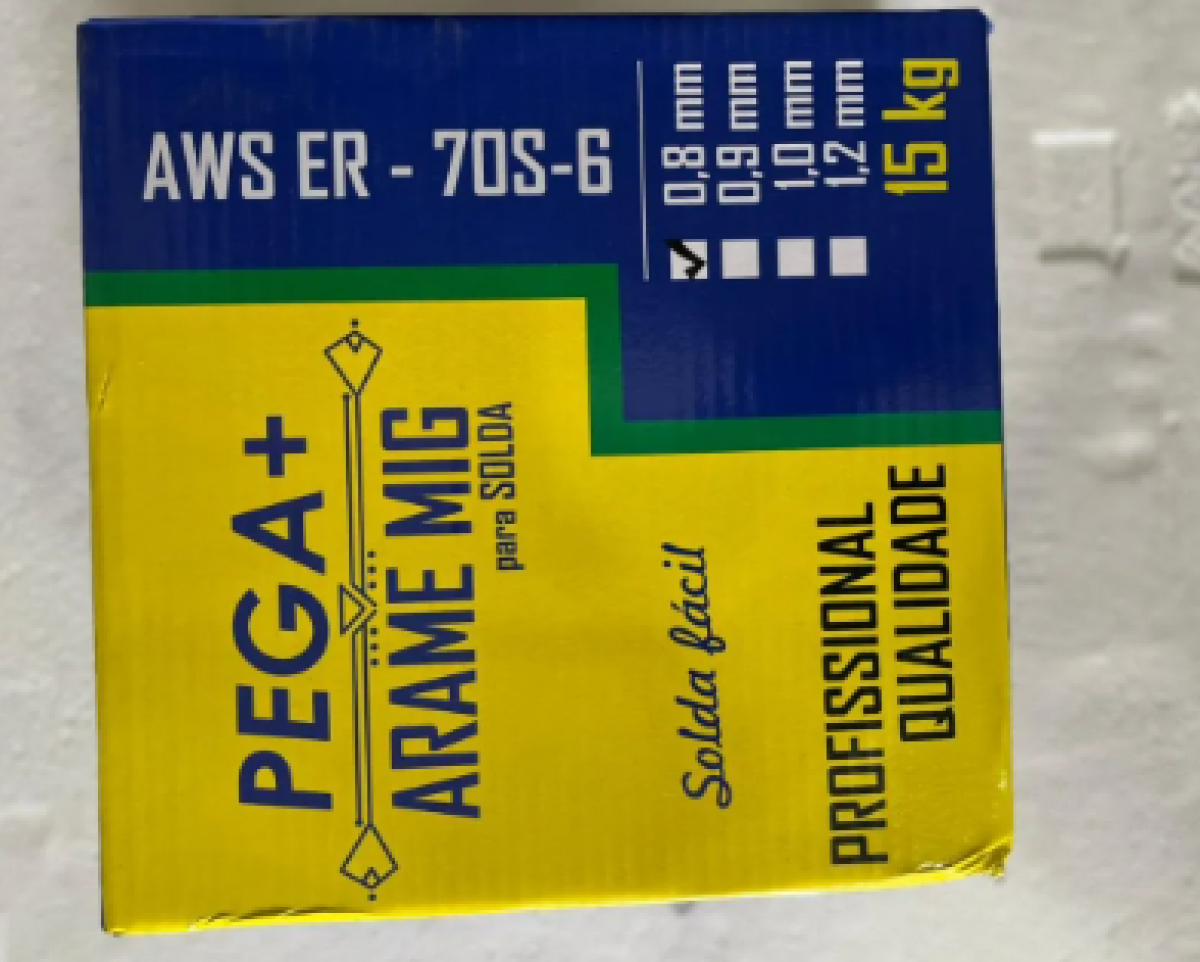 PEGA+
ARAME MIG
para SOLDA
Solda fácil
PROFISSIONAL
QUALIDADE
AWS ER - 70S-6
0,8 mm
0,9 mm
1,0 mm
1,2 mm
15 kg